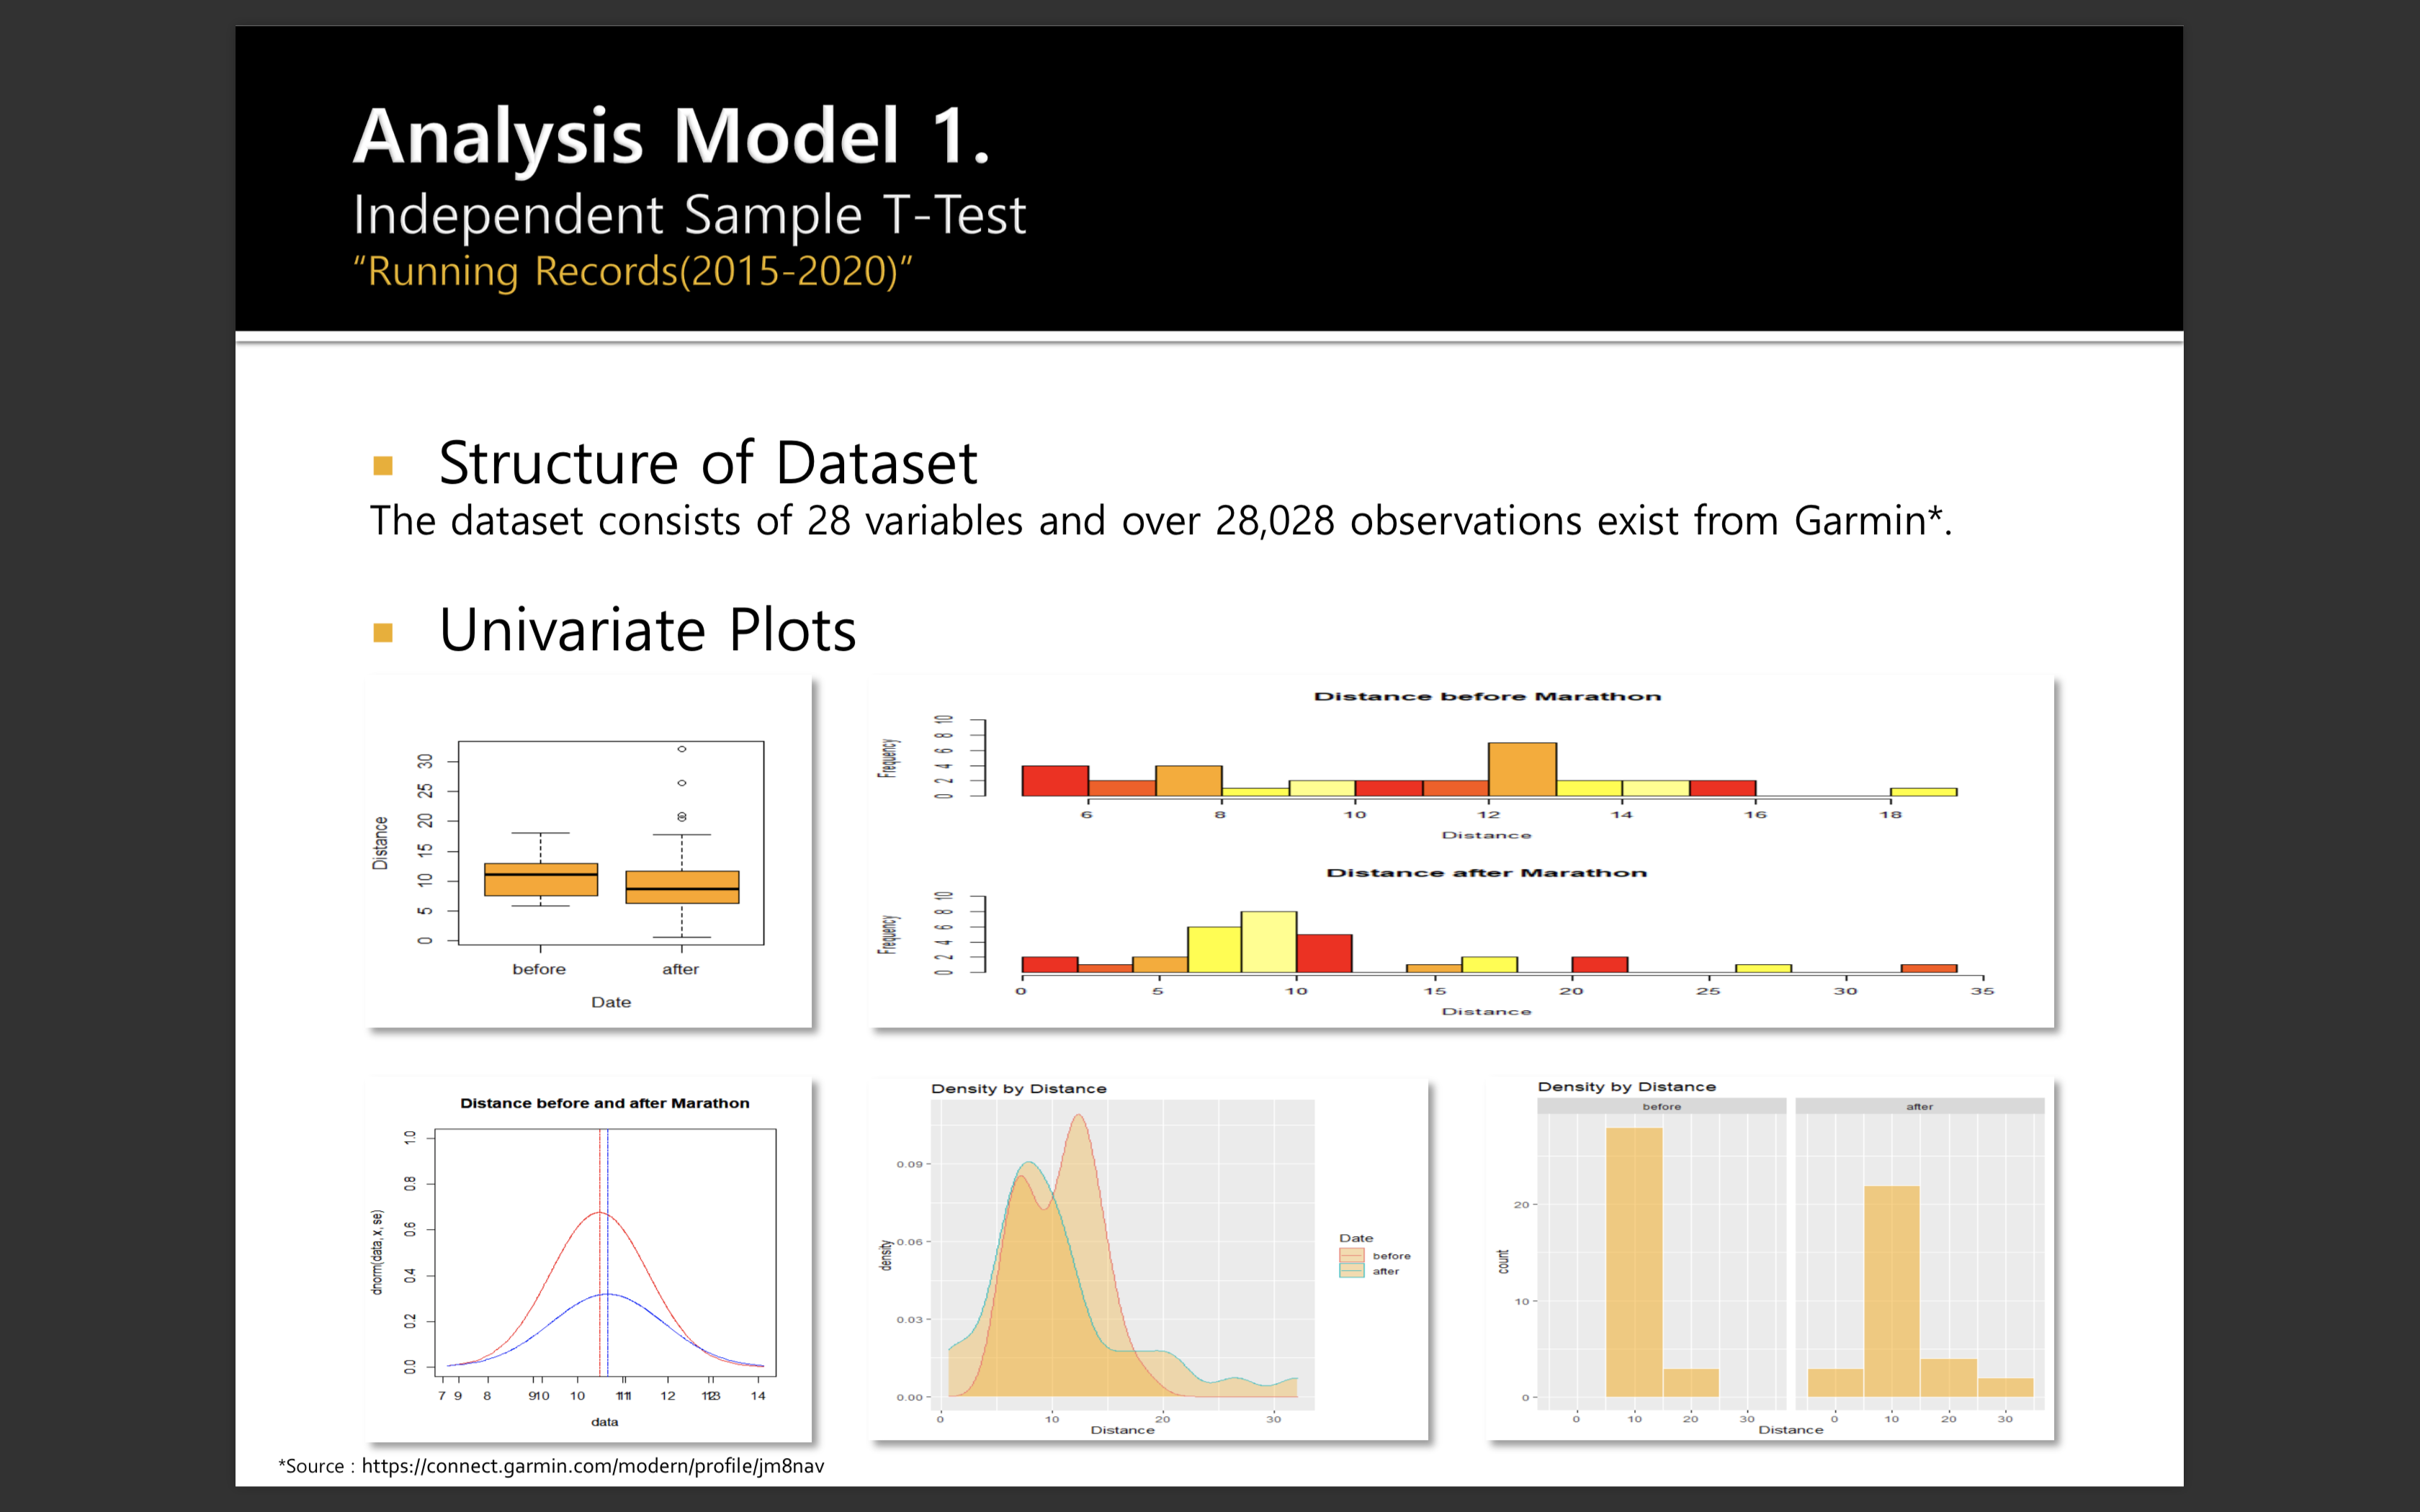 Analysis Model 1.
Independent Sample T-Test
“Running Records(2015-2020)”
Structure of Dataset
The dataset consists of 28 variables and over 28,028 observations exist from Garmin*.
Univariate Plots
Distance
0 5 10 15 20 25 30
before after
Date
Distance before Marathon
Frequency
0 2 4 6 8 10
6 8 10 12 14 16 18
Distance
Distance after Marathon
Frequency
0 2 4 6 8 10
0 5 10 15 20 25 30 35
Distance
Distance before and after Marathon
dnorm(data, x, se)
0.0 0.2 0.4 0.6 0.8 1.0
7 9 8 10 10 12 14
data
Density by Distance
density
0.09
0.06
0.03
0.00
0 10 20 30
Distance
Date
before
after
Density by Distance
before after
count
20
10
0
0 10 20 30 0 10 20 30
Distance
*Source : https://connect.garmin.com/modern/profile/jm8nav